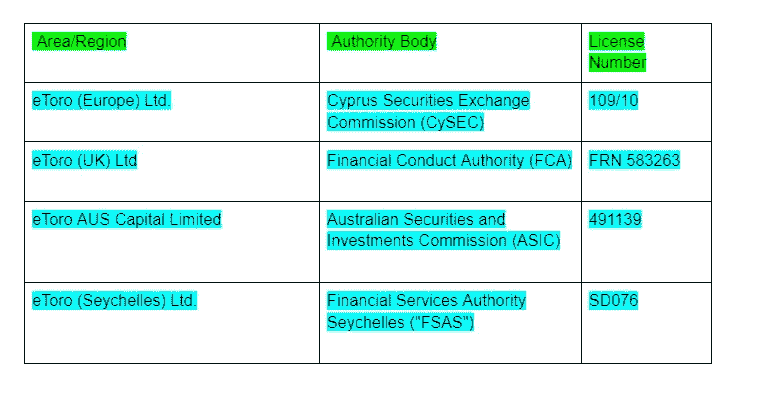 Area/Region
Authority Body
License
Number
eToro (Europe) Ltd.
Cyprus Securities Exchange
Commission (CySEC)
109/10
eToro (UK) Ltd
Financial Conduct Authority (FCA)
FRN 583263
eToro AUS Capital Limited
Australian Securities and
Investments Commission (ASIC)
491139
eToro (Seychelles) Ltd.
Financial Services Authority
Seychelles ("FSAS")
SD076